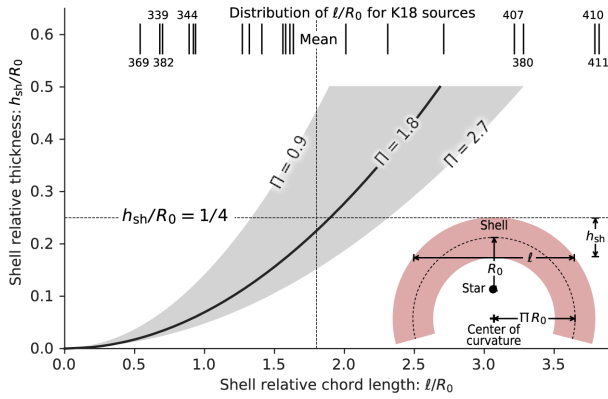 Distribution of ℓ/R₀ for K18 sources
339 344 407 410
Mean
369 382 380 411
0.6
0.5
0.4
0.3
0.2
0.1
0.0
Shell relative thickness: h_sh/R₀
Π = 0.9
Π = 1.8
Π = 2.7
h_sh/R₀ = 1/4
Shell
h_sh
ℓ
R₀
Star
Π R₀
Center of
curvature
0.0 0.5 1.0 1.5 2.0 2.5 3.0 3.5
Shell relative chord length: ℓ/R₀